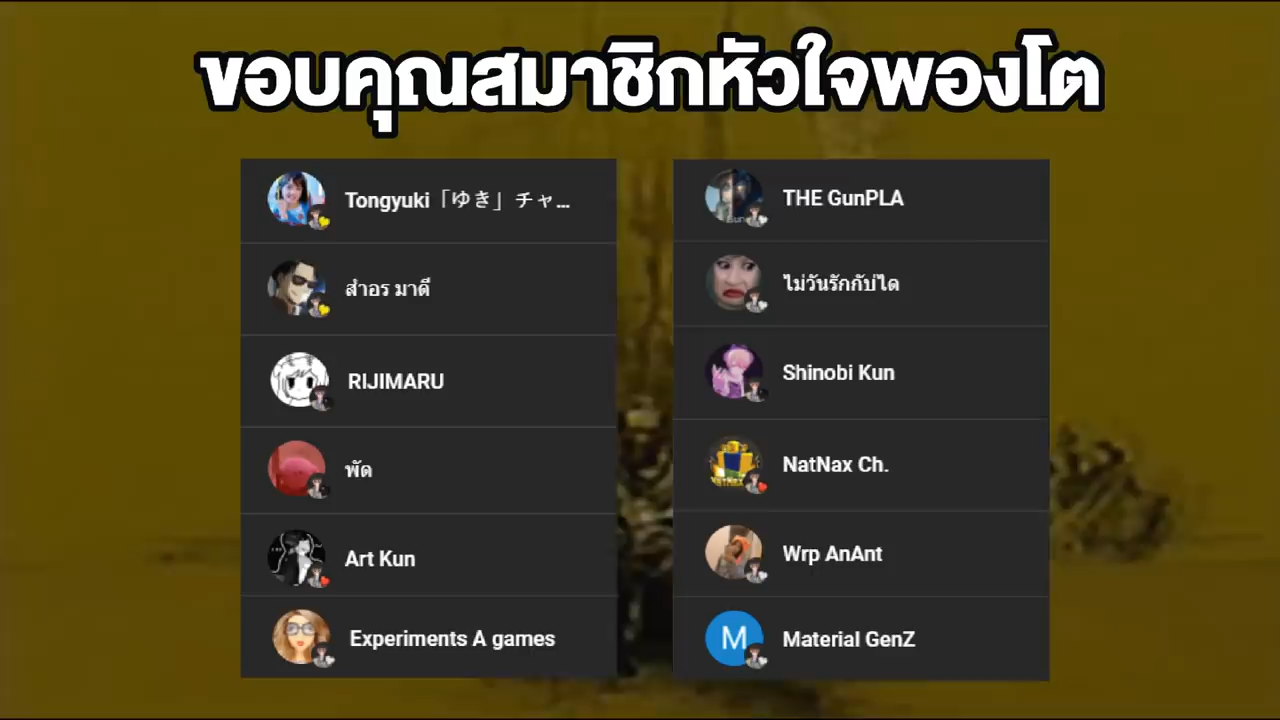 ขอบคุณสมาชิกหัวใจพองโต
Tongyuki「ゆき」チャ...
สำอร มาดี
RIJIMARU
พัด
Art Kun
Experiments A games
THE GunPLA
ไม่วันรักกับ่ได
Shinobi Kun
NatNax Ch.
Wrp AnAnt
M
Material GenZ